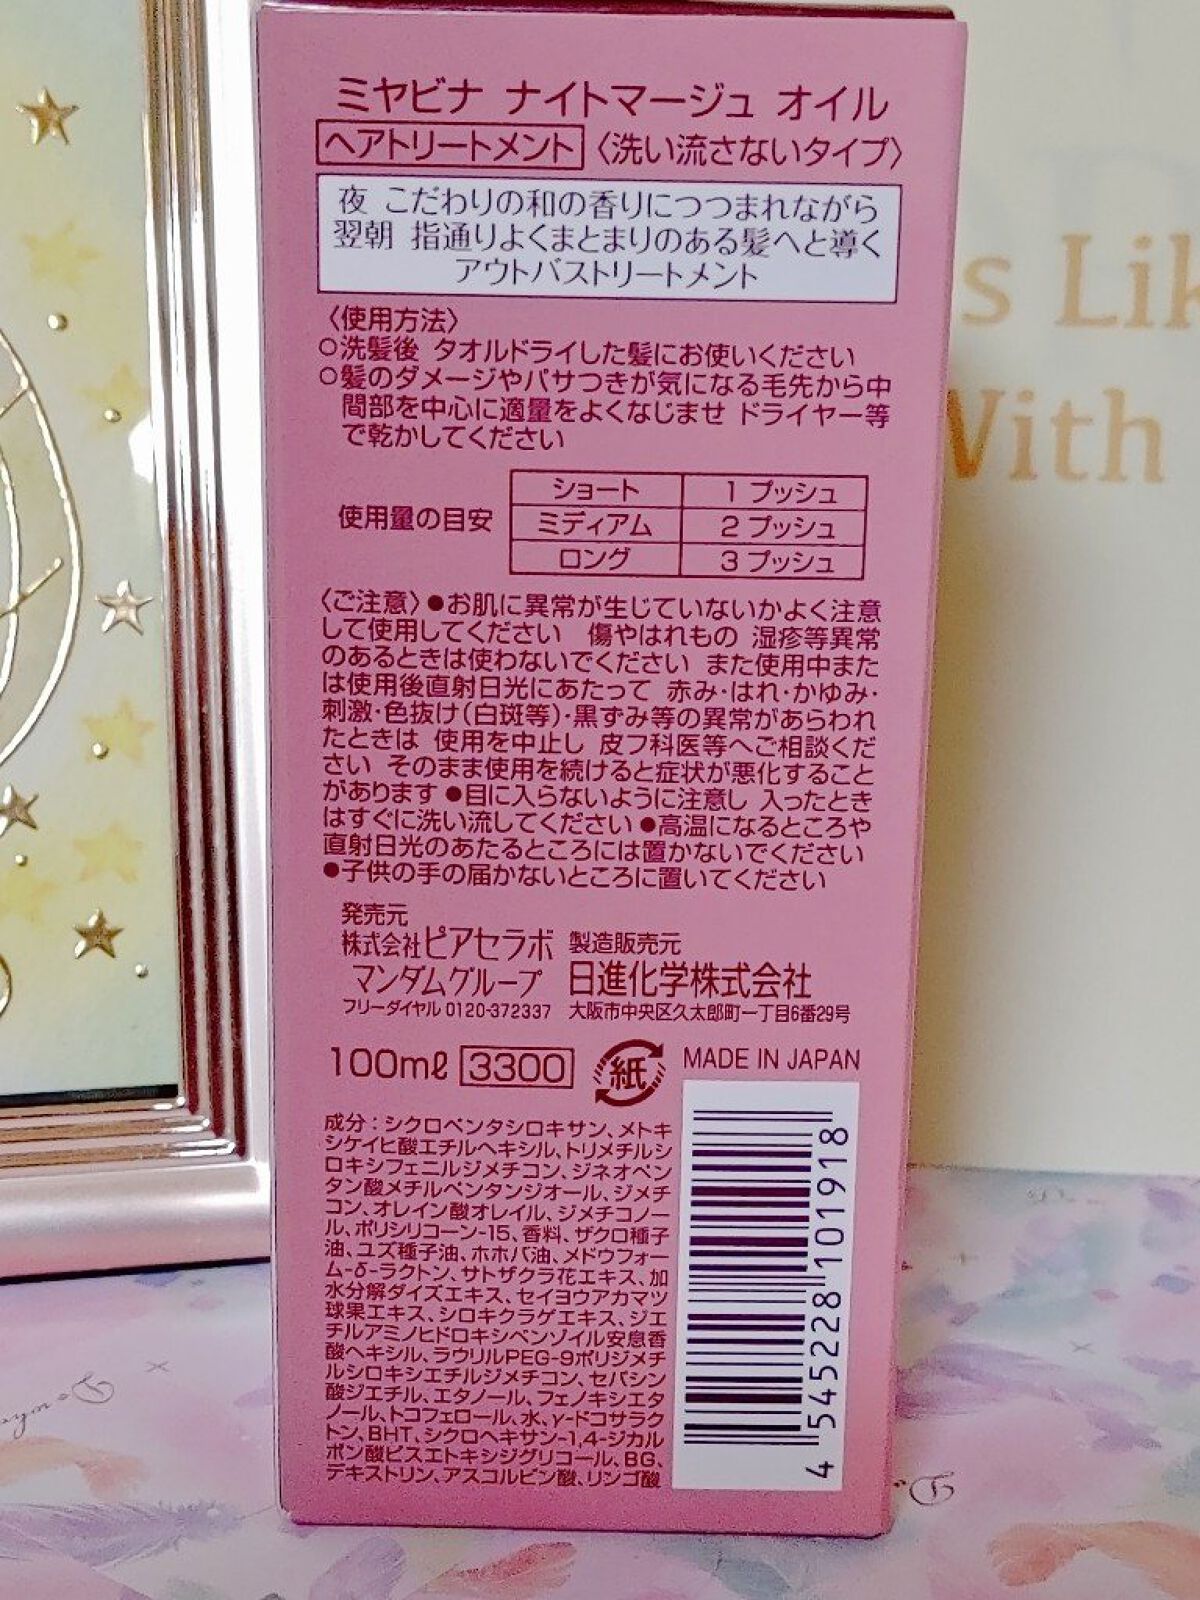 ミヤビナ ナイトマージュ オイル
ヘアトリートメント 〈洗い流さないタイプ〉
夜 こだわりの和の香りにつつまれながら
翌朝 指通りよくまとまりのある髪へと導く
アウトバストリートメント
〈使用方法〉
○洗髪後 タオルドライした髪にお使いください
○髪のダメージやパサつきが気になる毛先から中
間部を中心に適量をよくなじませ ドライヤー等
で乾かしてください
使用量の目安
ショート 1 プッシュ
ミディアム 2 プッシュ
ロング 3 プッシュ
〈ご注意〉●お肌に異常が生じていないかよく注意
して使用してください 傷やはれもの 湿疹等異常
のあるときは使わないでください また使用中また
は使用後直射日光にあたって 赤み・はれ・かゆみ・
刺激・色抜け(白斑等)・黒ずみ等の異常があらわれ
たときは 使用を中止し 皮フ科医等へご相談くだ
さい そのまま使用を続けると症状が悪化すること
があります ●目に入らないように注意し 入ったとき
はすぐに洗い流してください ●高温になるところや
直射日光のあたるところには置かないでください
●子供の手の届かないところに置いてください
発売元
株式会社ピアセラボ
マンダムグループ
フリーダイヤル 0120-372337
製造販売元
日進化学株式会社
大阪市中央区久太郎町一丁目6番29号
100mℓ 3300 紙 MADE IN JAPAN
成分：シクロペンタシロキサン、メトキ
シケイヒ酸エチルヘキシル、トリメチルシ
ロキシフェニルジメチコン、ジネオペン
タン酸メチルペンタンジオール、ジメチ
コン、オレイン酸オレイル、ジメチコノー
ル、ポリシリコーン-15、香料、ザクロ種子
油、ユズ種子油、ホホバ油、メドウフォー
ム-δ-ラクトン、サトザクラ花エキス、加
水分解ダイズエキス、セイヨウアカマツ
球果エキス、シロキクラゲエキス、ジエ
チルアミノヒドロキシベンゾイル安息香
酸ヘキシル、ラウリルPEG-9ポリジメチ
ルシロキシエチルジメチコン、セバシン
酸ジエチル、エタノール、フェノキシエタ
ノール、トコフェロール、水、γ-ドコサラク
トン、BHT、シクロヘキサン-1,4-ジカル
ボン酸ビスエトキシジグリコール、BG、
デキストリン、アスコルビン酸、リンゴ酸
4 545228 101918
s Lik
With